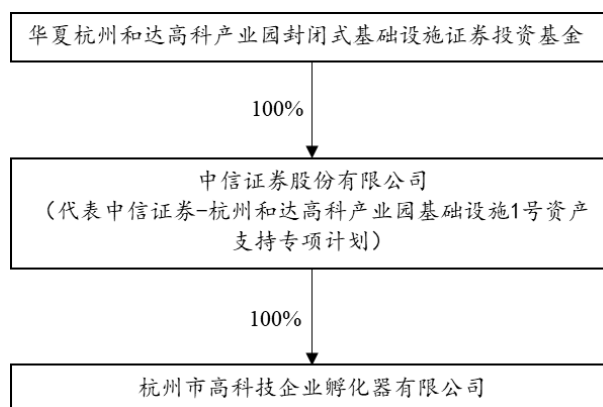 华夏杭州和达高科产业园封闭式基础设施证券投资基金
100%
中信证券股份有限公司
（代表中信证券-杭州和达高科产业园基础设施1号资产
支持专项计划）
100%
杭州市高科技企业孵化器有限公司